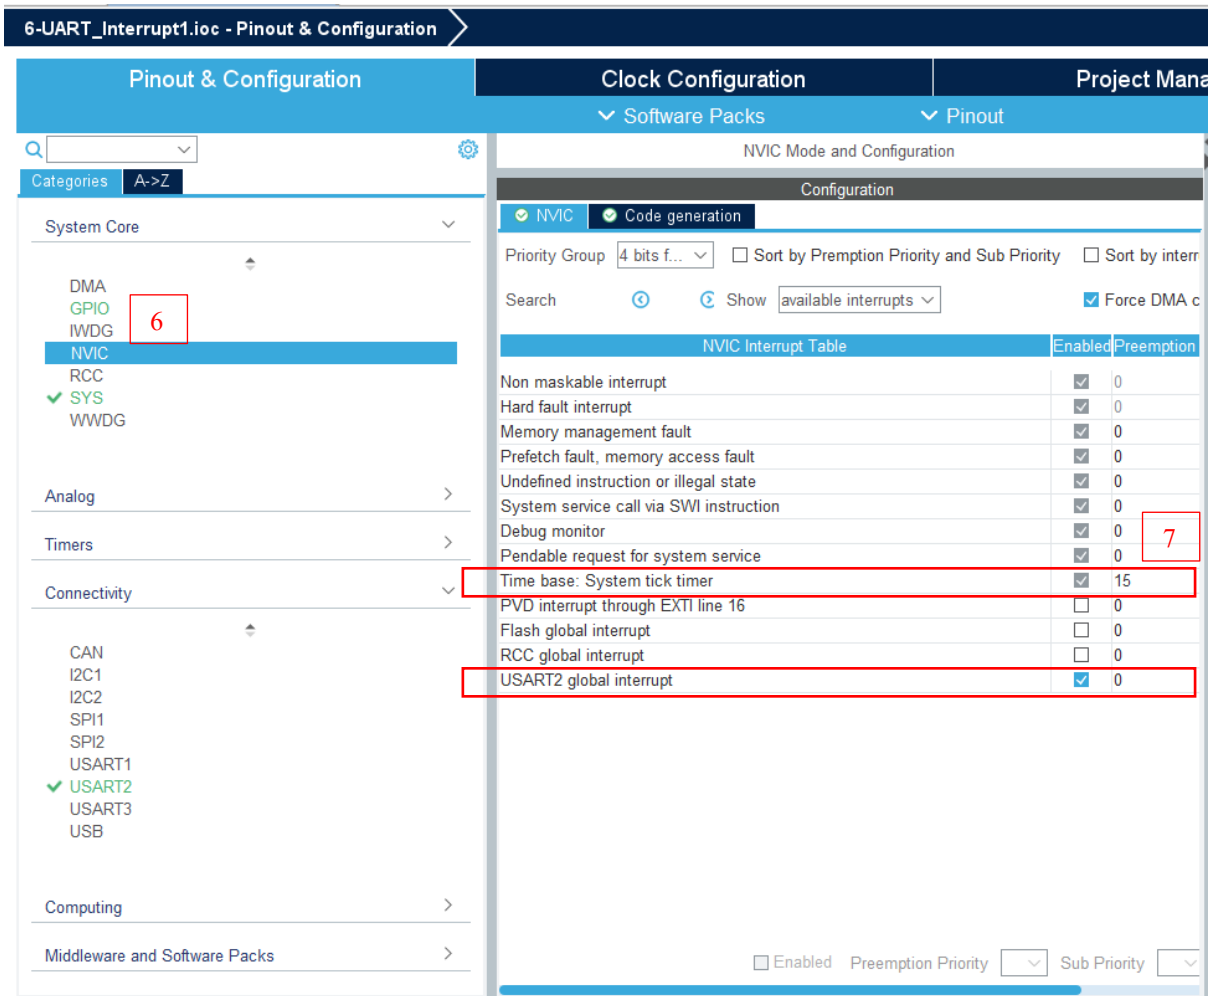 6-UART_Interrupt1.ioc - Pinout & Configuration
Pinout & Configuration
Clock Configuration
Project Mana
Software Packs
Pinout
Categories
A->Z
System Core
DMA
GPIO
IWDG
NVIC
RCC
SYS
WWDG
6
Analog
Timers
Connectivity
CAN
I2C1
I2C2
SPI1
SPI2
USART1
USART2
USART3
USB
Computing
Middleware and Software Packs
NVIC Mode and Configuration
Configuration
NVIC
Code generation
Priority Group 4 bits f... Sort by Premption Priority and Sub Priority Sort by interr
Search Show available interrupts Force DMA c
NVIC Interrupt Table Enabled Preemption
Non maskable interrupt 0
Hard fault interrupt 0
Memory management fault 0
Prefetch fault, memory access fault 0
Undefined instruction or illegal state 0
System service call via SWI instruction 0
Debug monitor 0
7
Pendable request for system service 0
Time base: System tick timer 15
PVD interrupt through EXTI line 16 0
Flash global interrupt 0
RCC global interrupt 0
USART2 global interrupt 0
Enabled Preemption Priority Sub Priority